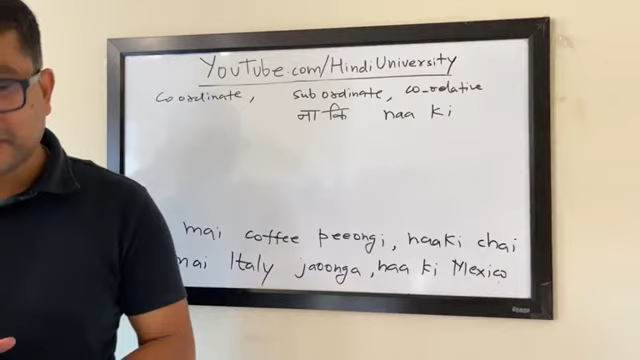 YouTube.com/HindiUniversity
Coordinate, Subordinate, co-relative
ना कि naa ki
mai coffee peeongi, naaki chai
mai Italy jaoonga, naa ki Mexico